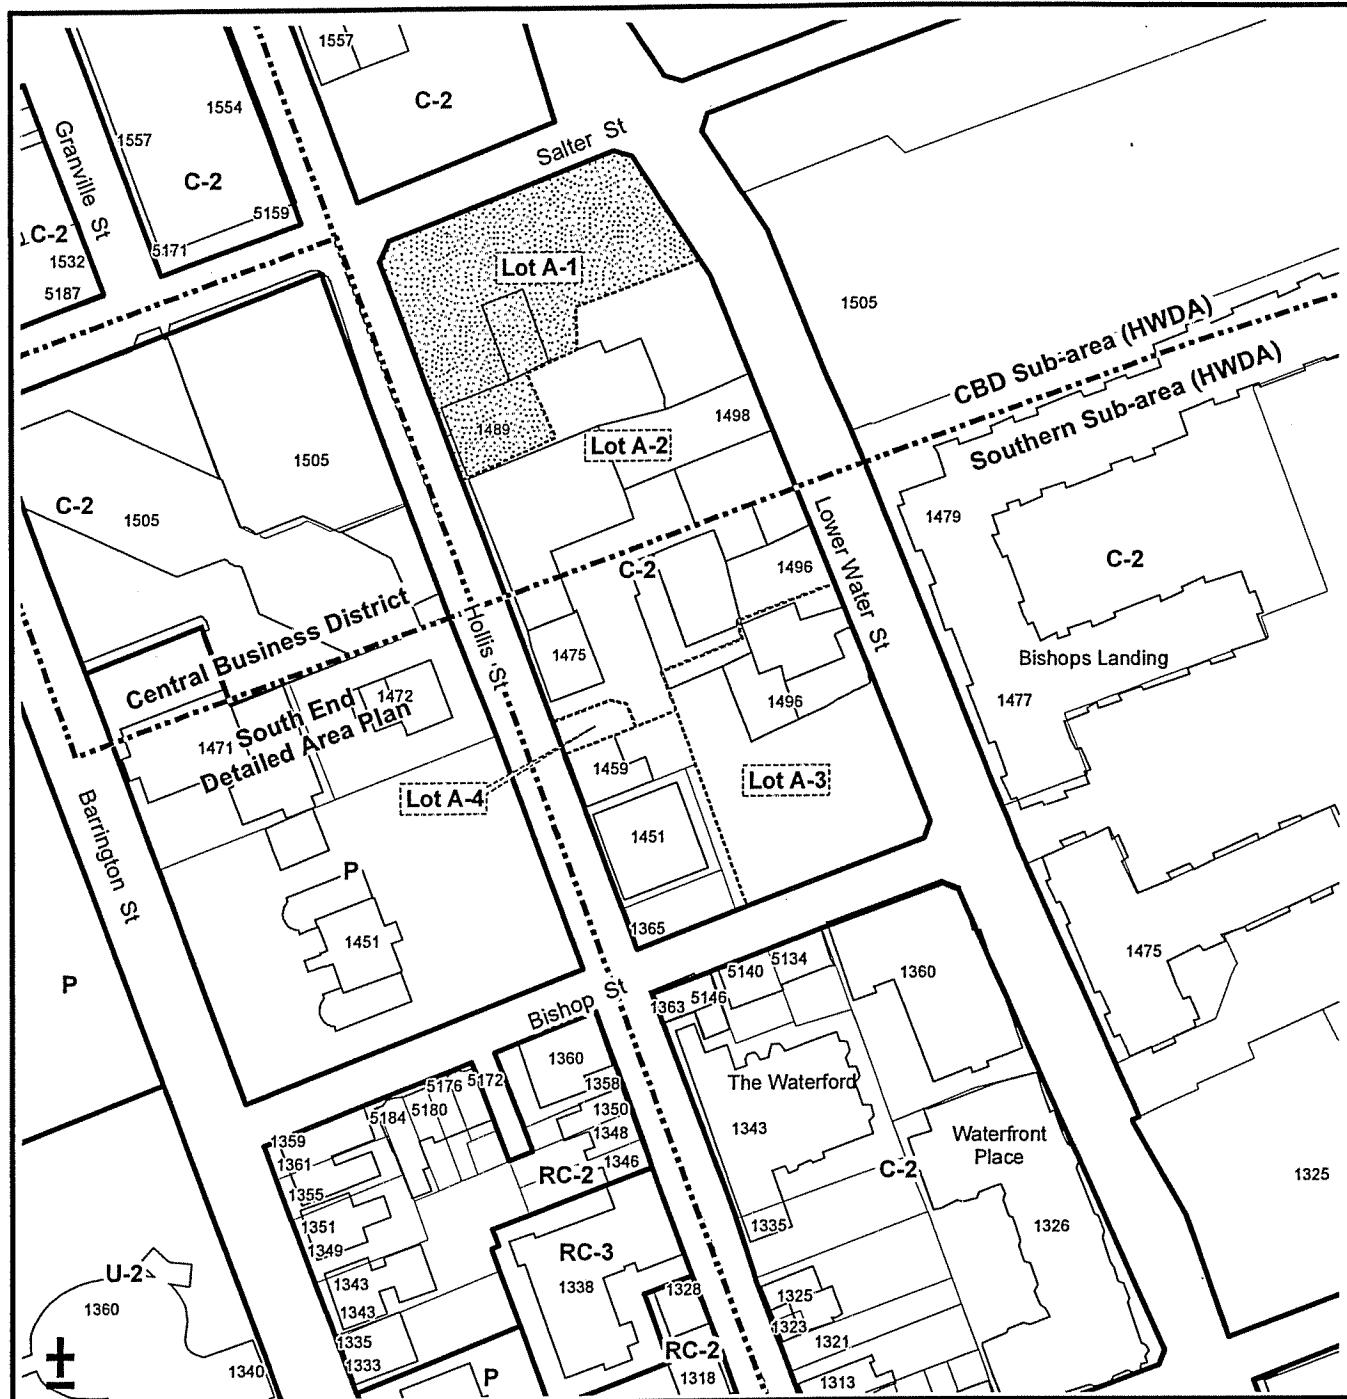 1557
1554
C-2
Granville St
1557
Salter St
C-2
5159
C-2
1532
5171
5187
Lot A-1
1505
CBD Sub-area (HWDA)
Southern Sub-area (HWDA)
1489
1498
Lot A-2
1505
C-2
1505
1479
Lower Water St
C-2
C-2
1496
Central Business District
Hollis St
1475
Bishops Landing
1472
1477
1496
South End
Detailed Area Plan
1471
1459
Lot A-3
Lot A-4
Barrington St
1451
P
1365
1451
5134
5140
1360
1475
P
5146
1363
Bishop St
1360
The Waterford
5172
5176
1358
5180
5184
1350
1343
1348
Waterfront
Place
1359
1361
1346
C-2
RC-2
1325
1355
1351
1335
1326
1349
RC-3
U-2
1343
1338
1328
1325
1360
1343
1323
1335
1321
RC-2
1333
1340
P
1318
1313